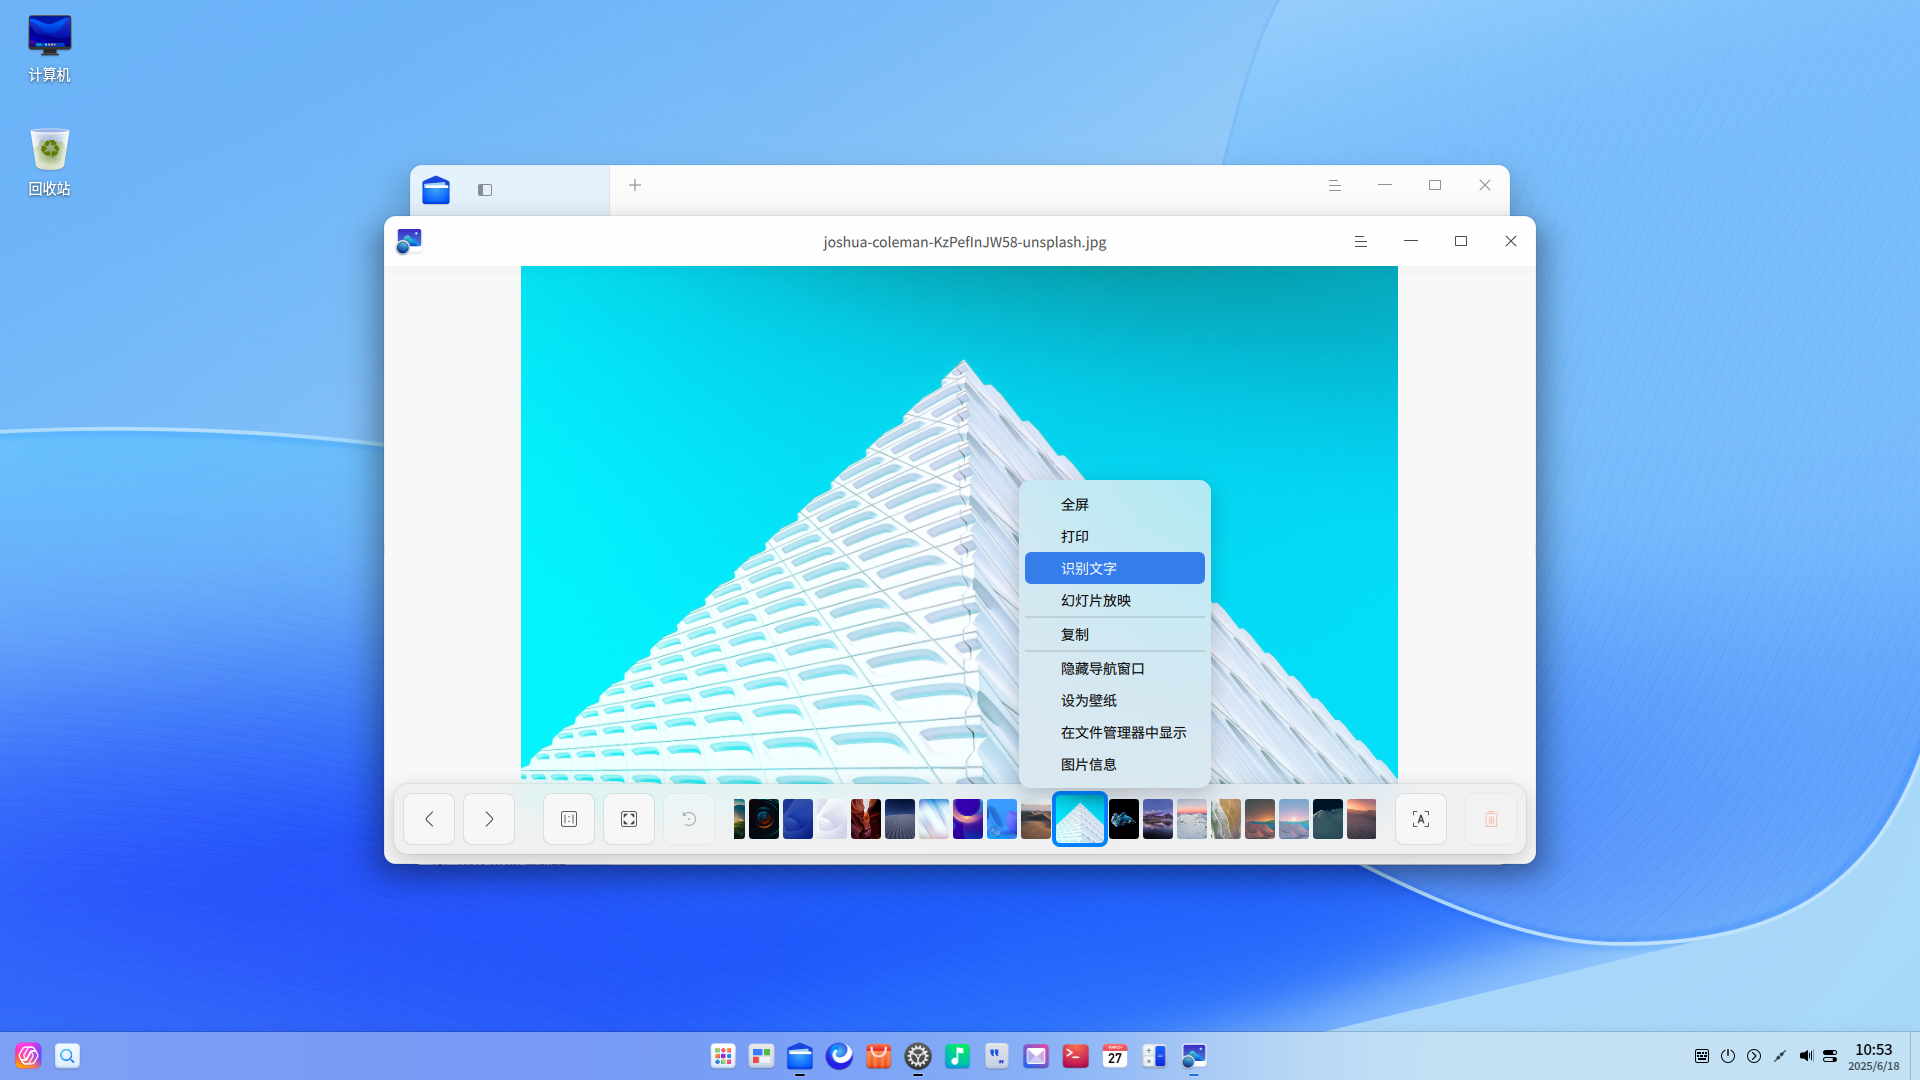 计算机
回收站
joshua-coleman-KzPefInJW58-unsplash.jpg
全屏
打印
识别文字
幻灯片放映
复制
隐藏导航窗口
设为壁纸
在文件管理器中显示
图片信息
MARCH
27
10:53
2025/6/18